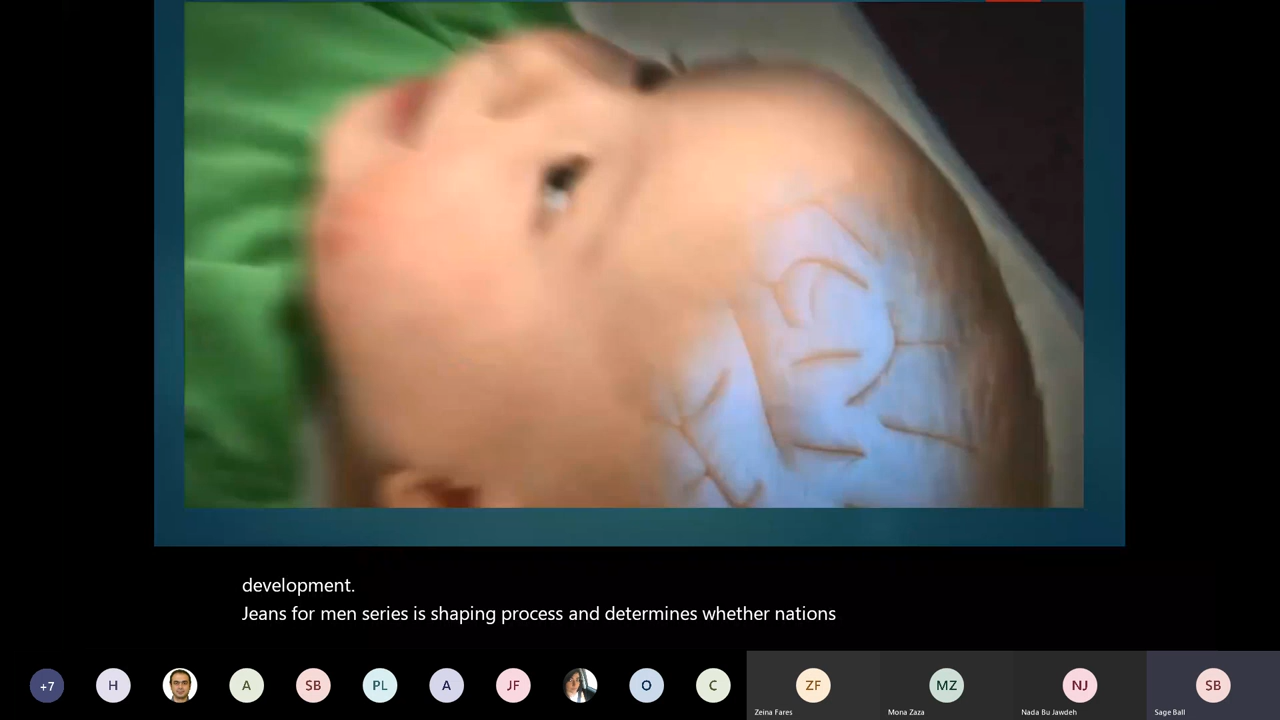 development.
Jeans for men series is shaping process and determines whether nations
+7
H
A
SB
PL
A
JF
O
C
ZF
MZ
NJ
SB
Zeina Fares
Mona Zaza
Nada Bu Jawdeh
Sage Ball